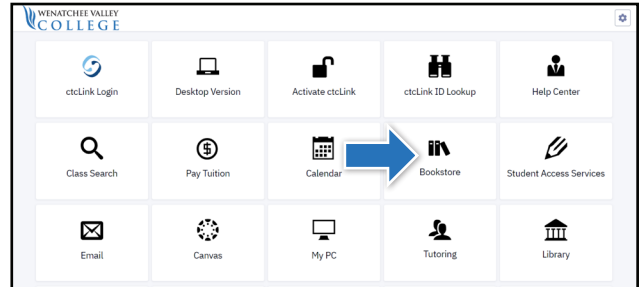 WENATCHEE VALLEY
COLLEGE
ctcLink Login
Desktop Version
Activate ctcLink
ctcLink ID Lookup
Help Center
Class Search
Pay Tuition
Calendar
Bookstore
Student Access Services
Email
Canvas
My PC
Tutoring
Library